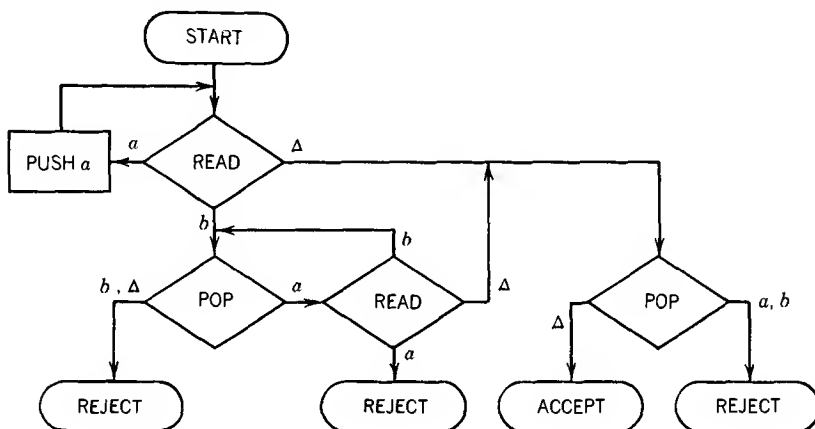 START
PUSH a
a
READ
Δ
b
b
b , Δ
POP
a
READ
Δ
Δ
POP
a, b
a
REJECT
REJECT
ACCEPT
REJECT